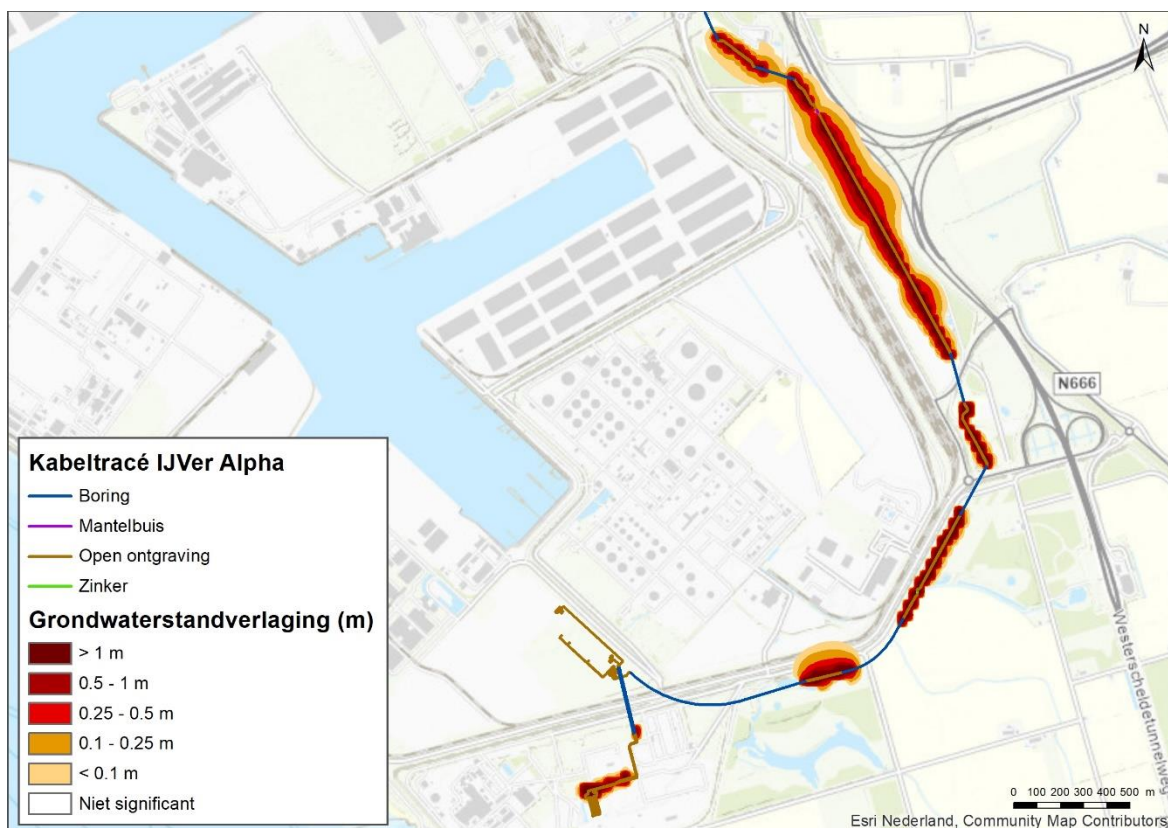 N
N666
Westerscheldetunnelweg
Kabeltracé IJVer Alpha
Boring
Mantelbuis
Open ontgraving
Zinker
Grondwaterstandverlaging (m)
> 1 m
0.5 - 1 m
0.25 - 0.5 m
0.1 - 0.25 m
< 0.1 m
Niet significant
0 100 200 300 400 500 m
Esri Nederland, Community Map Contributors